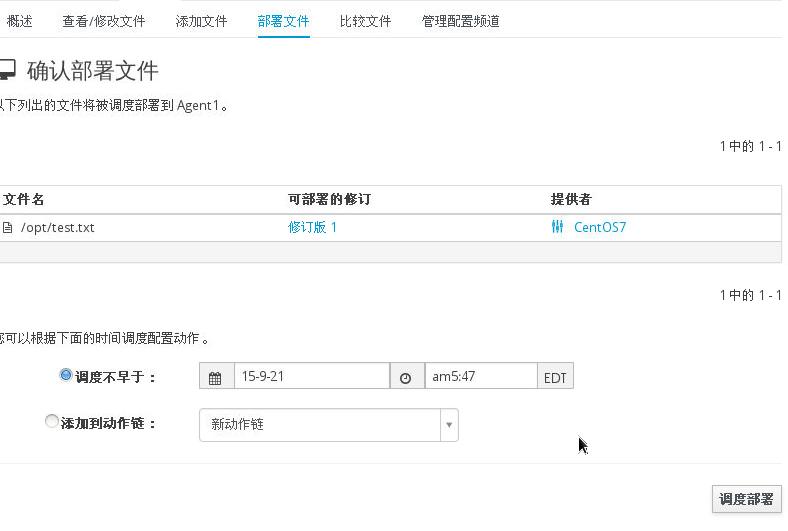 概述 查看/修改文件 添加文件 部署文件 比较文件 管理配置频道
确认部署文件
以下列出的文件将被调度部署到 Agent1。
1 中的 1 - 1
文件名 可部署的修订 提供者
/opt/test.txt 修订版 1 CentOS7
1 中的 1 - 1
您可以根据下面的时间调度配置动作 。
调度不早于 : 15-9-21 am5:47 EDT
添加到动作链 : 新动作链
调度部署